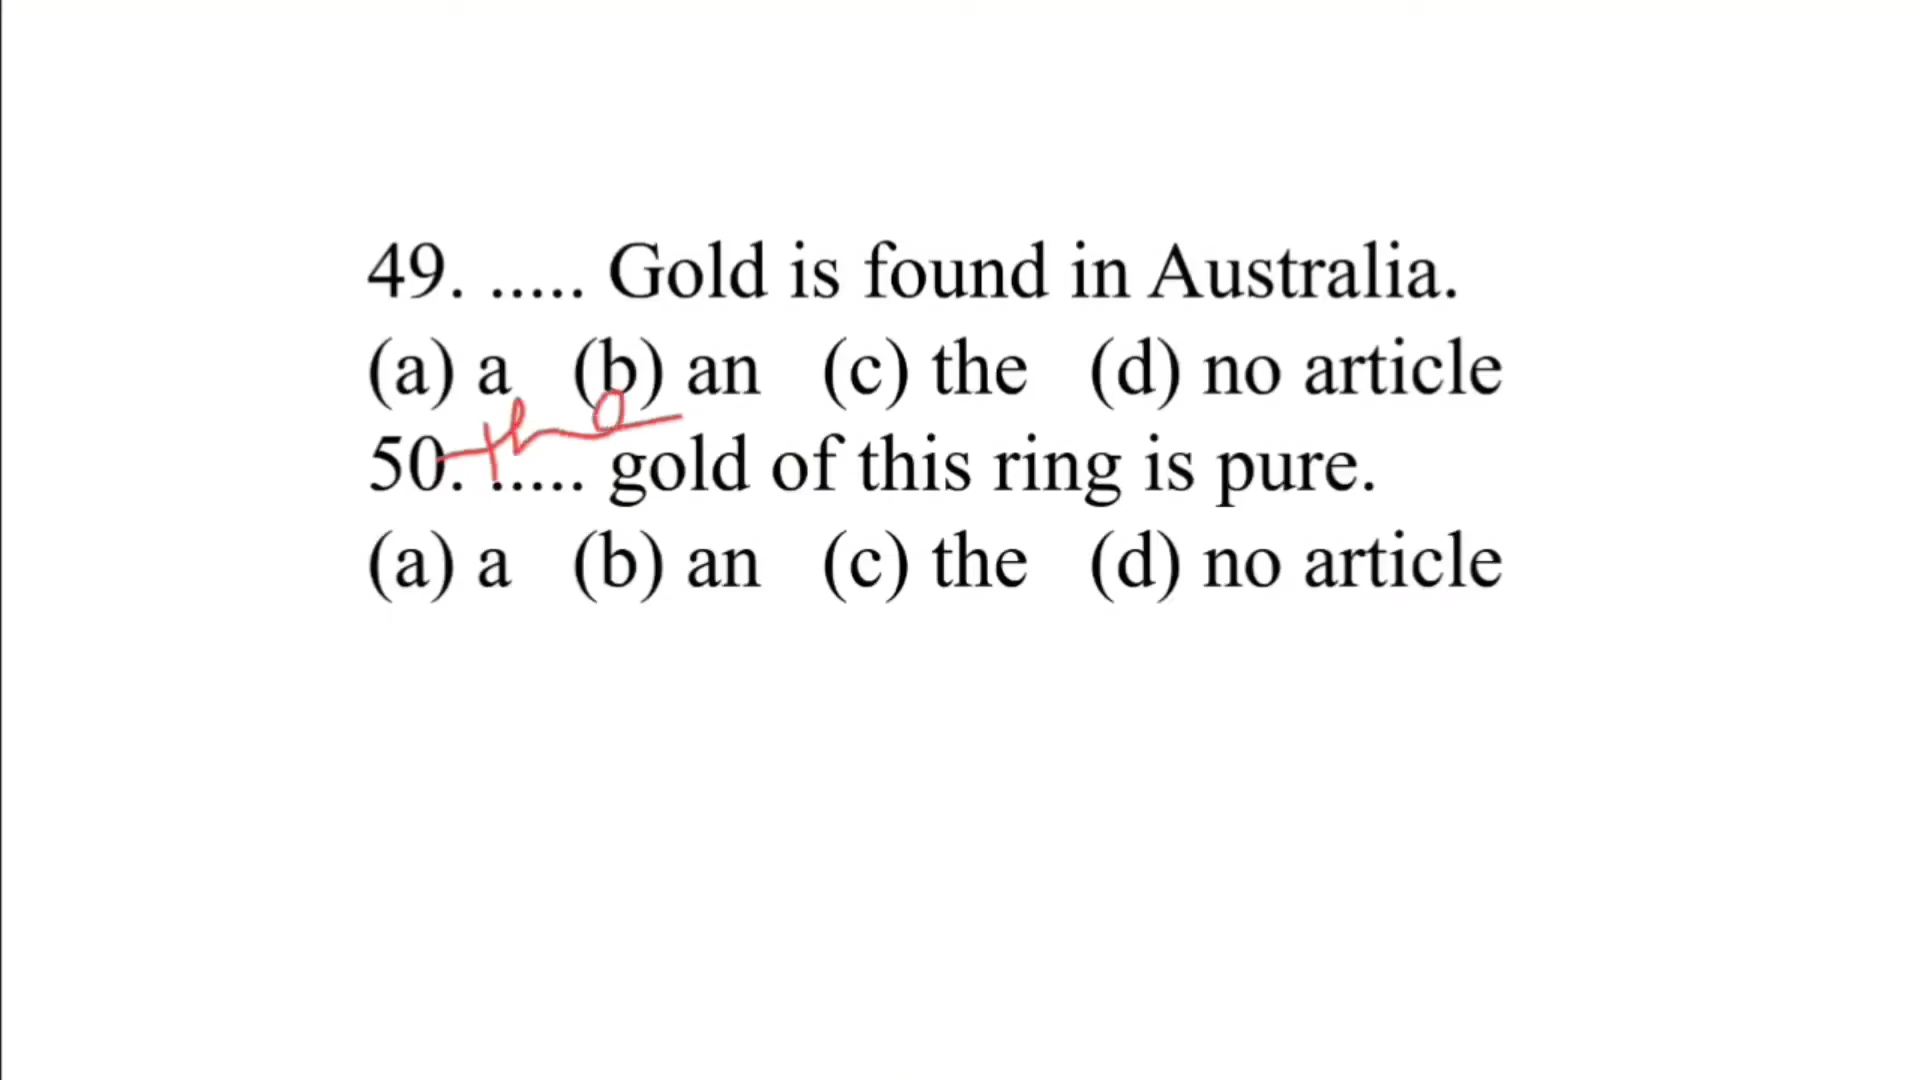 49. ..... Gold is found in Australia.
(a) a (b) an (c) the (d) no article
the
50. ..... gold of this ring is pure.
(a) a (b) an (c) the (d) no article